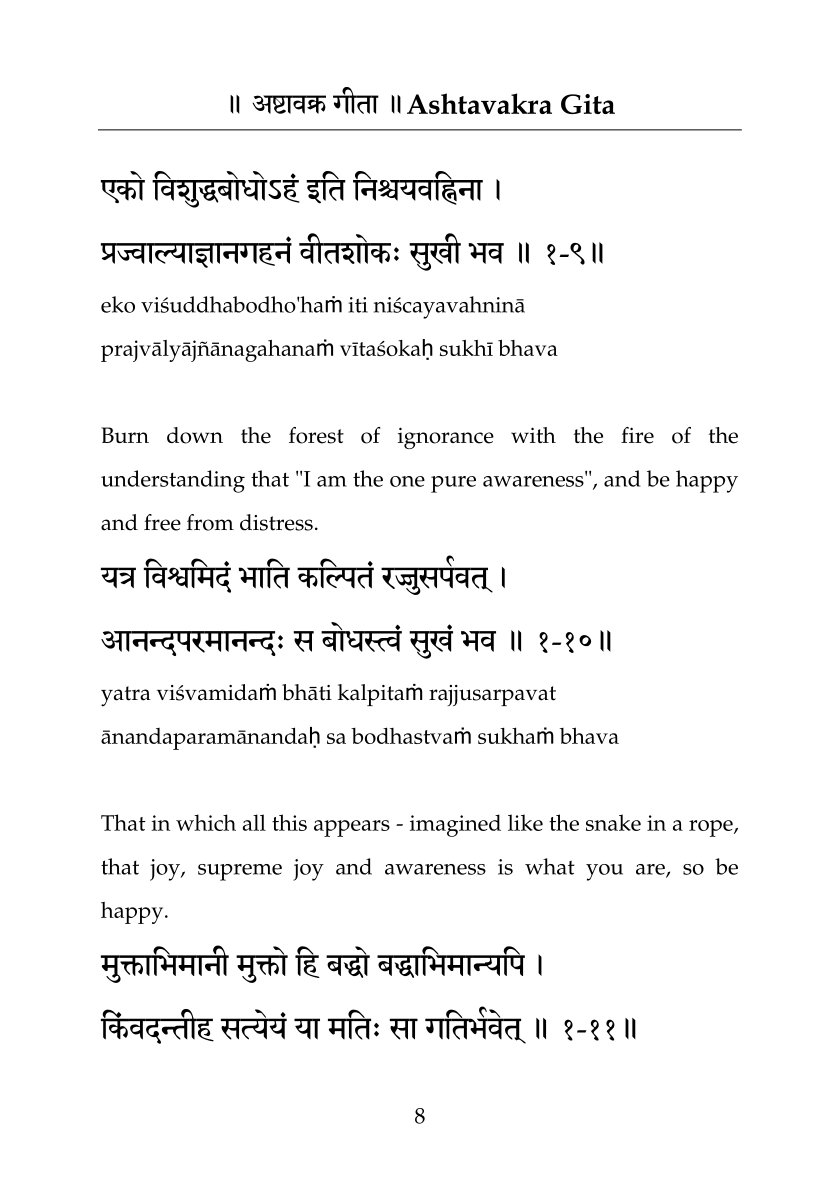 ॥ अष्टावक्र गीता ॥ Ashtavakra Gita
एको विशुद्धबोधोऽहं इति निश्चयवह्निना ।
प्रज्वाल्याज्ञानगहनं वीतशोकः सुखी भव ॥ १-९॥
eko viśuddhabodho'haṁ iti niścayavahninā
prajvālyājñānagahanaṁ vītaśokaḥ sukhī bhava
Burn down the forest of ignorance with the fire of the
understanding that "I am the one pure awareness", and be happy
and free from distress.
यत्र विश्वमिदं भाति कल्पितं रज्जुसर्पवत् ।
आनन्दपरमानन्दः स बोधस्त्वं सुखं भव ॥ १-१०॥
yatra viśvamidaṁ bhāti kalpitaṁ rajjusarpavat
ānandaparamānandaḥ sa bodhastvaṁ sukhaṁ bhava
That in which all this appears - imagined like the snake in a rope,
that joy, supreme joy and awareness is what you are, so be
happy.
मुक्ताभिमानी मुक्तो हि बद्धो बद्धाभिमान्यपि ।
किंवदन्तीह सत्येयं या मतिः सा गतिर्भवेत् ॥ १-११॥
8